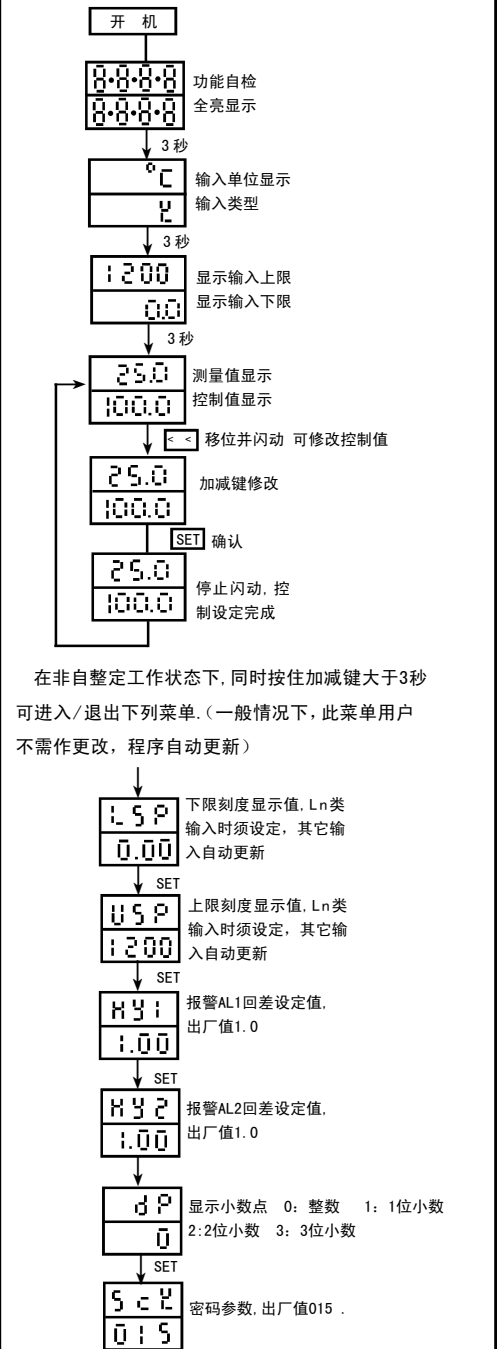 开 机
8.8.8.8
8.8.8.8
功能自检
全亮显示
3秒
℃
K
输入单位显示
输入类型
3秒
1200
0.0
显示输入上限
显示输入下限
3秒
25.0
100.0
测量值显示
控制值显示
< < 移位并闪动 可修改控制值
25.0
100.0
加减键修改
SET 确认
25.0
100.0
停止闪动,控
制设定完成
在非自整定工作状态下,同时按住加减键大于3秒
可进入/退出下列菜单.(一般情况下,此菜单用户
不需作更改，程序自动更新)
LSP
0.00
下限刻度显示值,Ln类
输入时须设定，其它输
入自动更新
SET
USP
1200
上限刻度显示值,Ln类
输入时须设定，其它输
入自动更新
SET
HY1
1.00
报警AL1回差设定值,
出厂值1.0
SET
HY2
1.00
报警AL2回差设定值,
出厂值1.0
dP
0
显示小数点 0：整数 1：1位小数
2:2位小数 3：3位小数
SET
ScK
015
密码参数,出厂值015 .